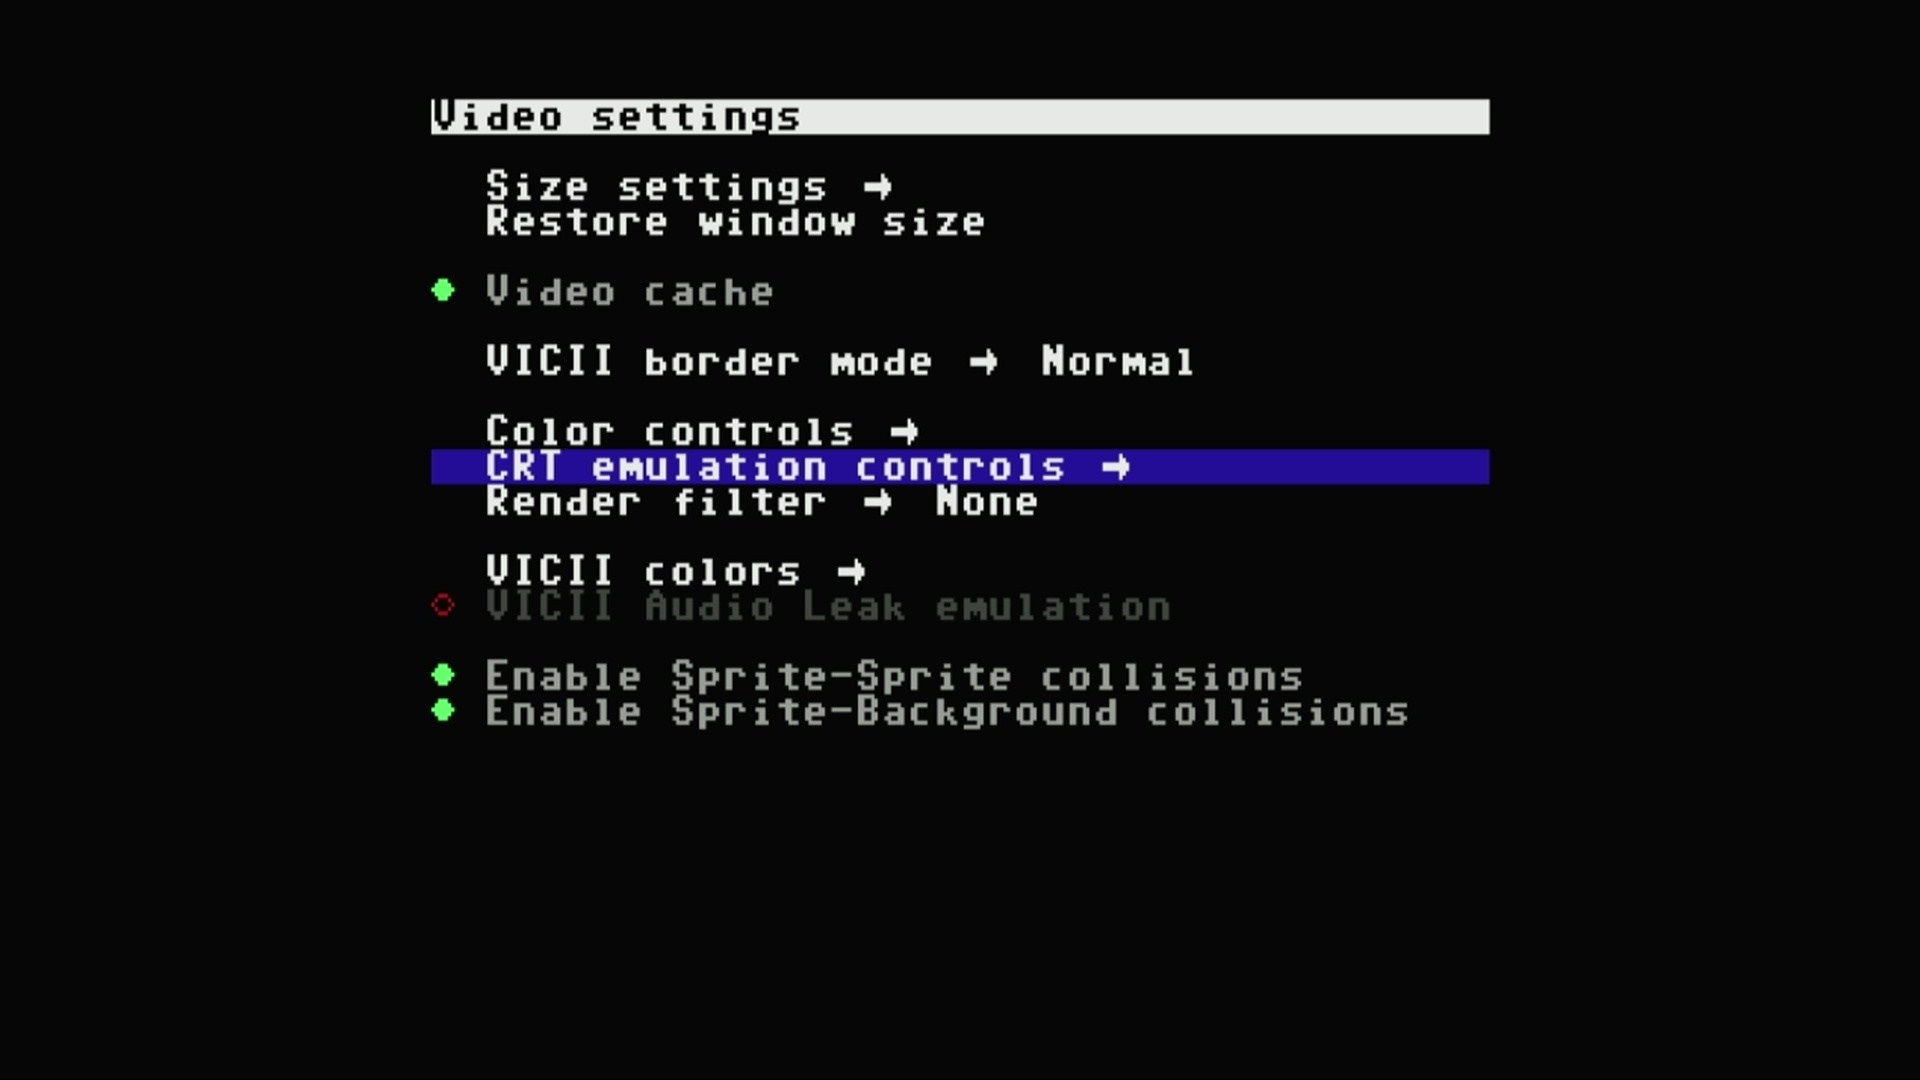 Video settings
Size settings →
Restore window size
Video cache
VICII border mode → Normal
Color controls →
CRT emulation controls →
Render filter → None
VICII colors →
VICII Audio Leak emulation
Enable Sprite-Sprite collisions
Enable Sprite-Background collisions